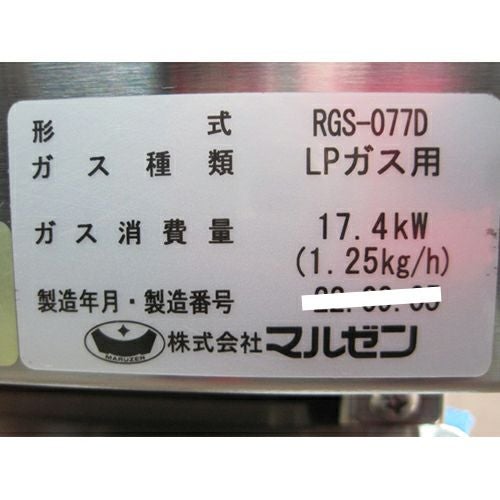 形式 RGS-077D
ガス種類 LPガス用
ガス消費量 17.4kW
(1.25kg/h)
製造年月・製造番号
MARUZEN 株式会社マルゼン